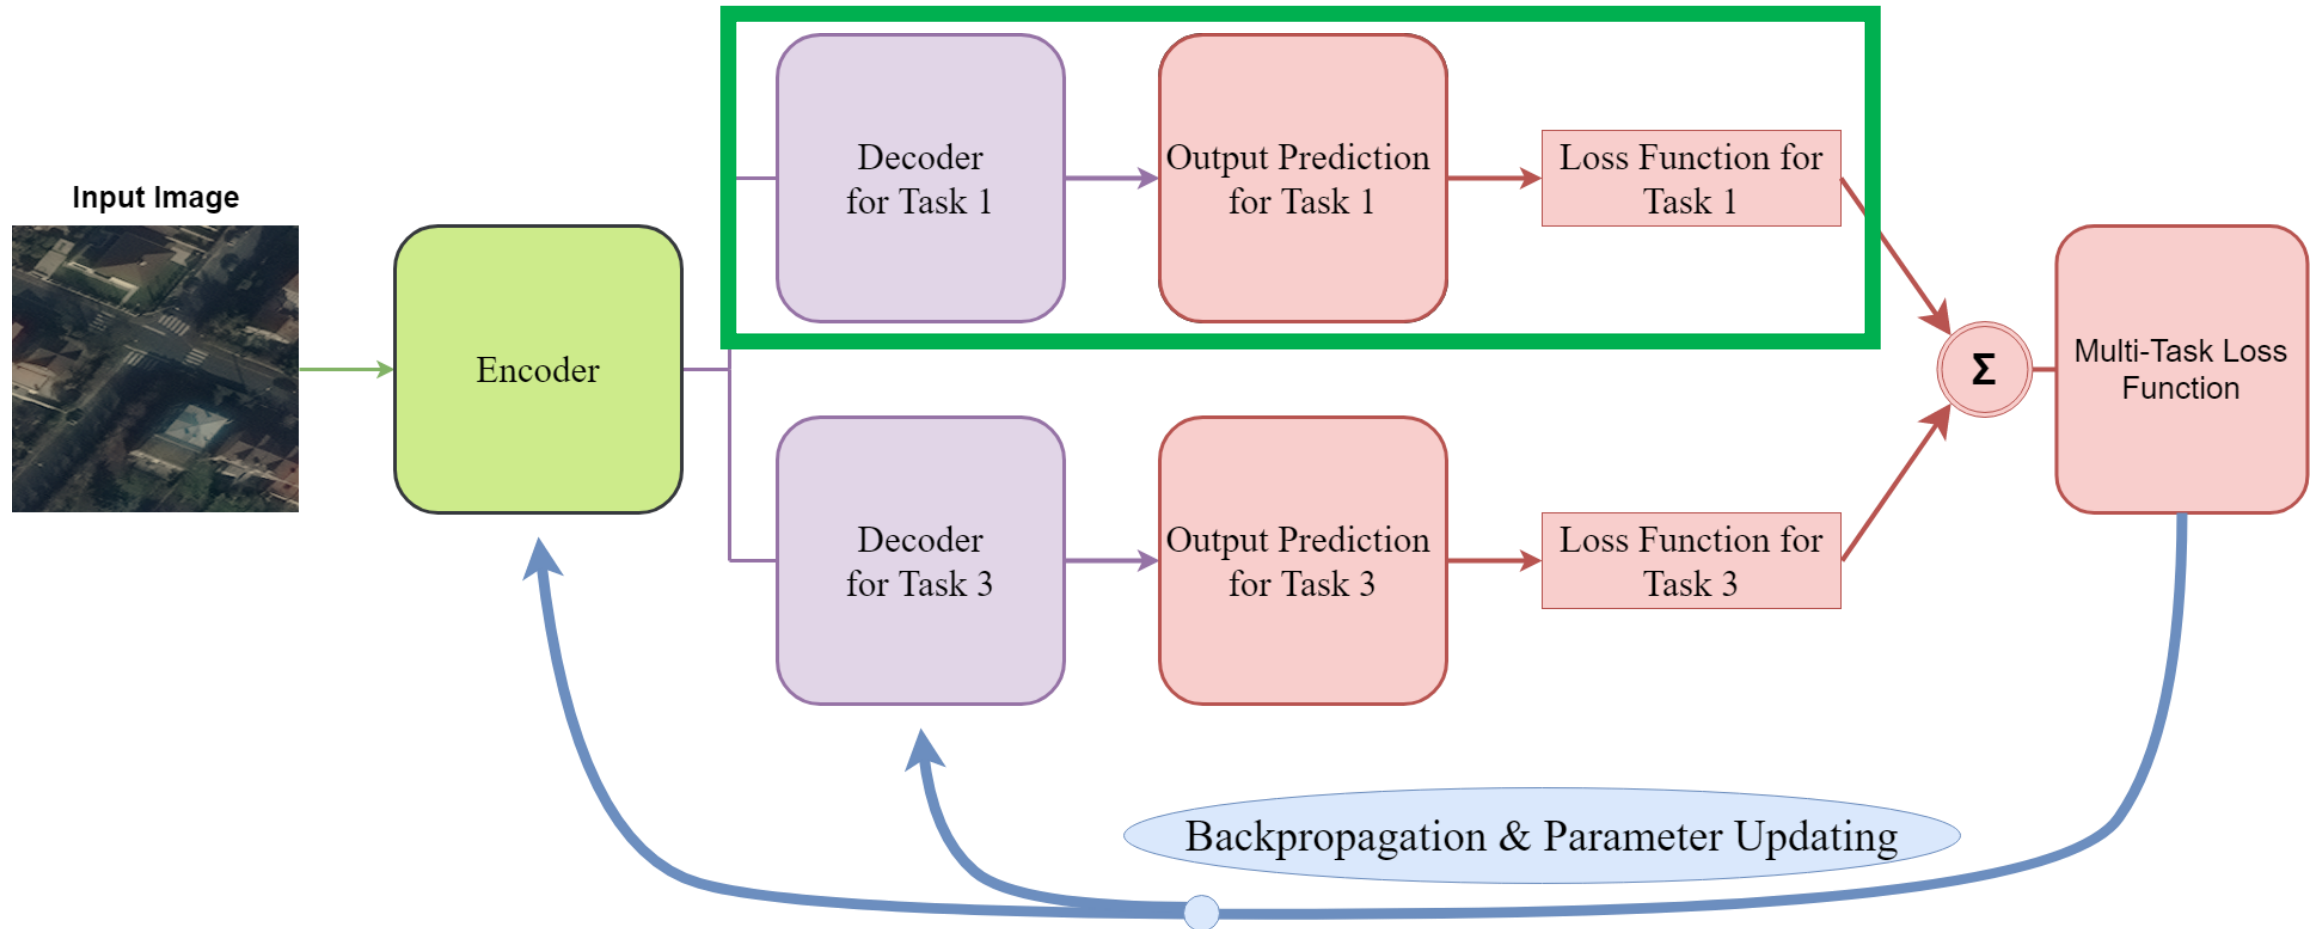 Input Image
Encoder
Decoder
for Task 1
Output Prediction
for Task 1
Loss Function for
Task 1
Decoder
for Task 3
Output Prediction
for Task 3
Loss Function for
Task 3
Σ
Multi-Task Loss
Function
Backpropagation & Parameter Updating